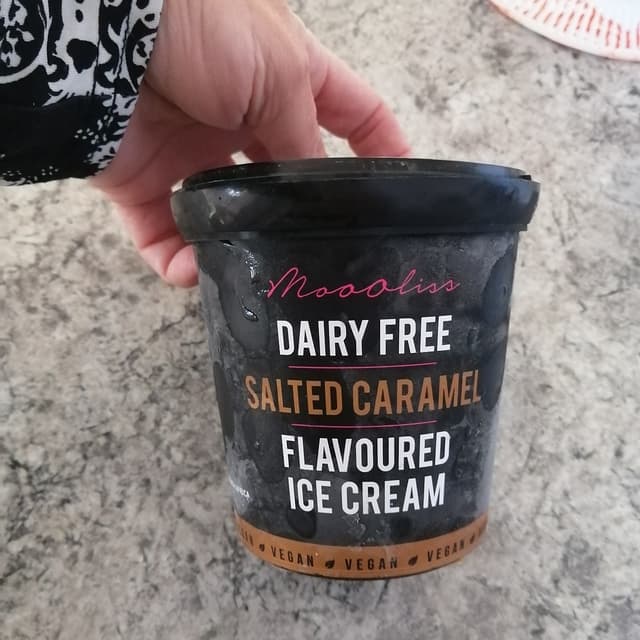 MooOliss
DAIRY FREE
SALTED CARAMEL
FLAVOURED
ICE CREAM
VEGAN VEGAN VEGAN